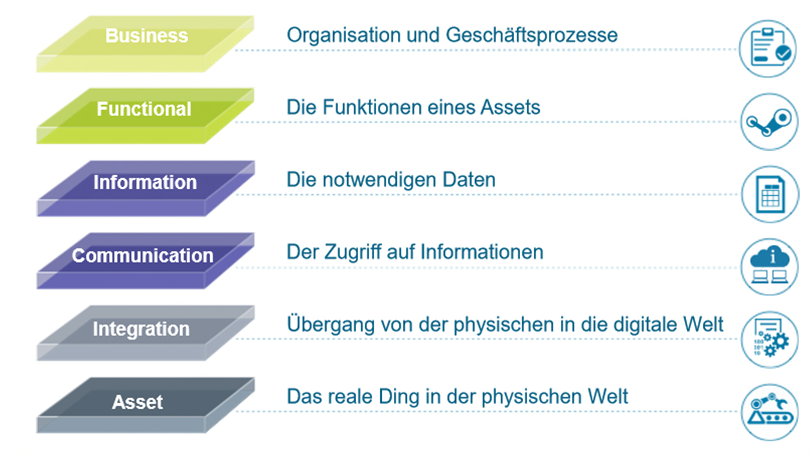 Business
Organisation und Geschäftsprozesse
Functional
Die Funktionen eines Assets
Information
Die notwendigen Daten
Communication
Der Zugriff auf Informationen
i
Integration
Übergang von der physischen in die digitale Welt
Asset
Das reale Ding in der physischen Welt